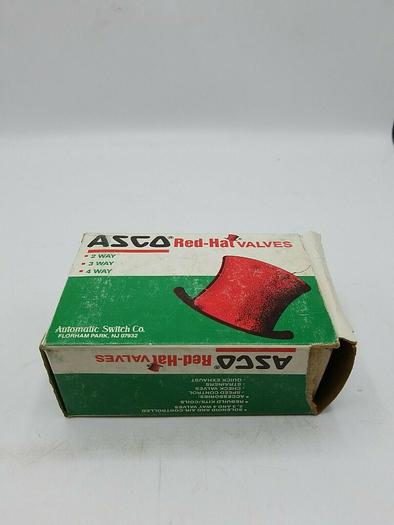 ASCO® Red-Hat VALVES
• 2 WAY
• 3 WAY
• 4 WAY
Automatic Switch Co.
FLORHAM PARK, NJ 07932
ASCO® Red-Hat VALVES
• SOLENOID AND AIR CONTROLLED
2, 3 AND 4 WAY VALVES
• REBUILD KITS/COILS
• ACCESSORIES:
- SPEED CONTROL
- CHECK VALVES
- STRAINERS
- QUICK EXHAUST